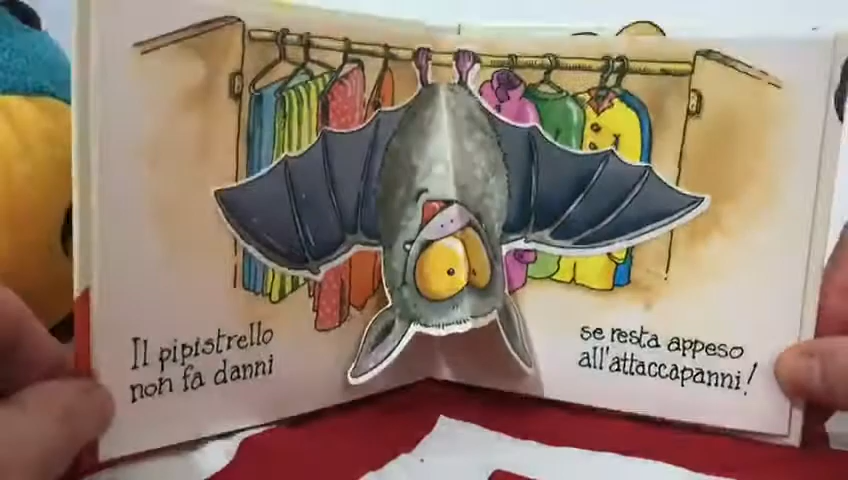 Il pipistrello
non fa danni
se resta appeso
all'attaccapanni!